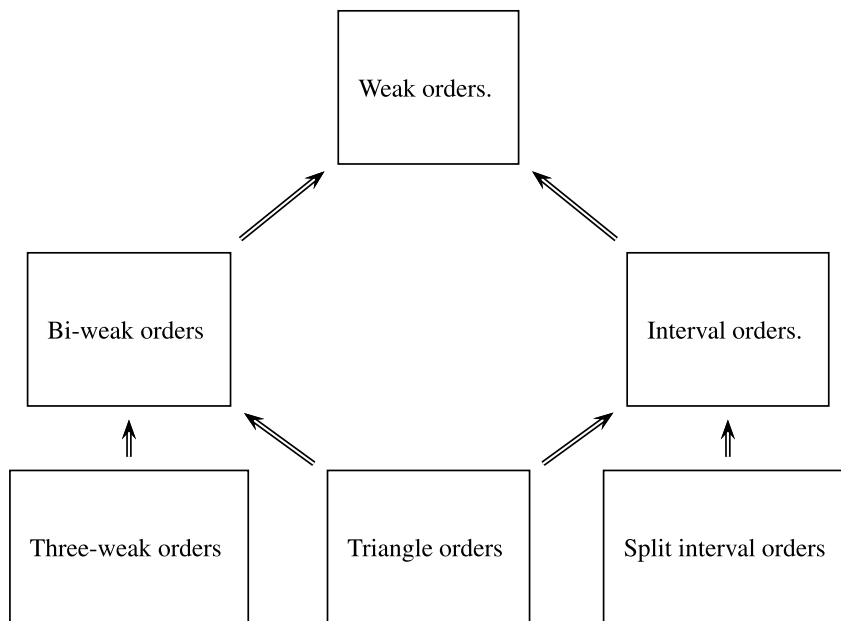 Weak orders.
Bi-weak orders
Interval orders.
Three-weak orders
Triangle orders
Split interval orders